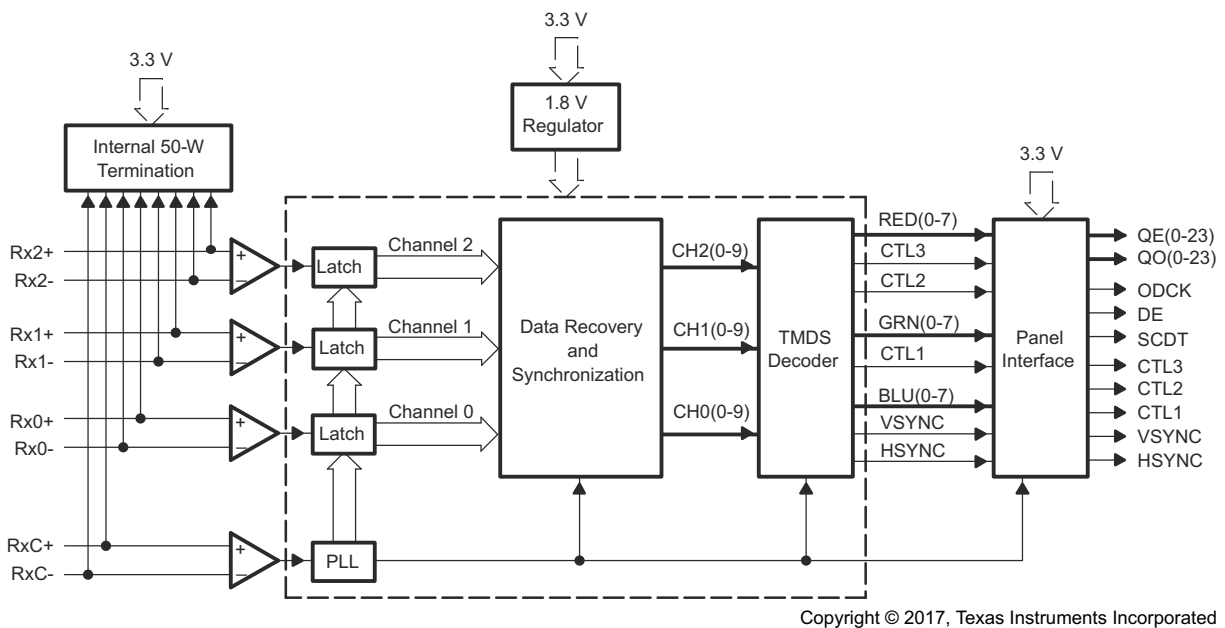 3.3 V
3.3 V
1.8 V
Regulator
Internal 50-W
Termination
3.3 V
Rx2+
Rx2-
Rx1+
Rx1-
Rx0+
Rx0-
RxC+
RxC-
+
−
+
−
+
−
+
−
Latch
Latch
Latch
PLL
Channel 2
Channel 1
Channel 0
Data Recovery
and
Synchronization
CH2(0-9)
CH1(0-9)
CH0(0-9)
TMDS
Decoder
RED(0-7)
CTL3
CTL2
GRN(0-7)
CTL1
BLU(0-7)
VSYNC
HSYNC
Panel
Interface
QE(0-23)
QO(0-23)
ODCK
DE
SCDT
CTL3
CTL2
CTL1
VSYNC
HSYNC
Copyright © 2017, Texas Instruments Incorporated